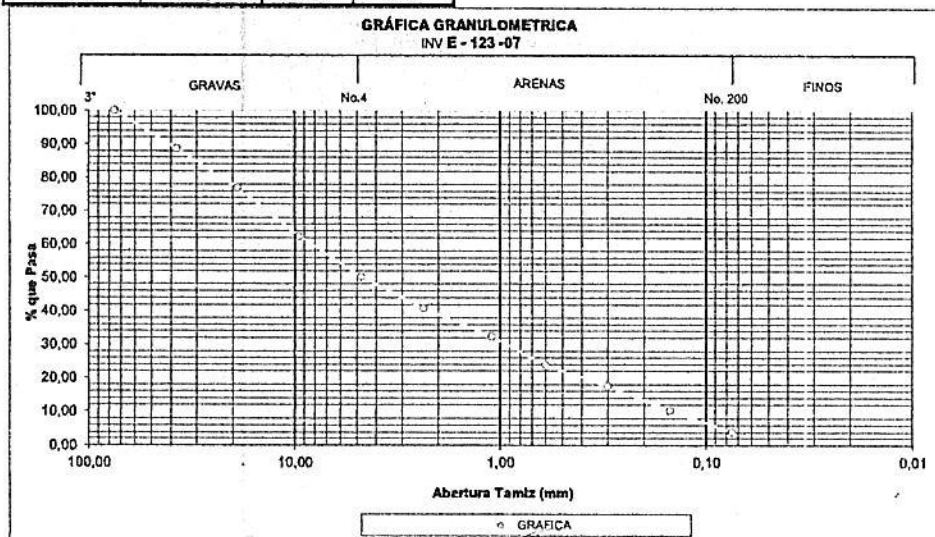 GRÁFICA GRANULOMETRICA
INV E - 123 -07
GRAVAS
ARENAS
FINOS
3"
No.4
No. 200
100,00
90,00
80,00
70,00
60,00
50,00
40,00
30,00
20,00
10,00
0,00
% que Pasa
100,00
10,00
1,00
0,10
0,01
Abertura Tamiz (mm)
GRAFICA